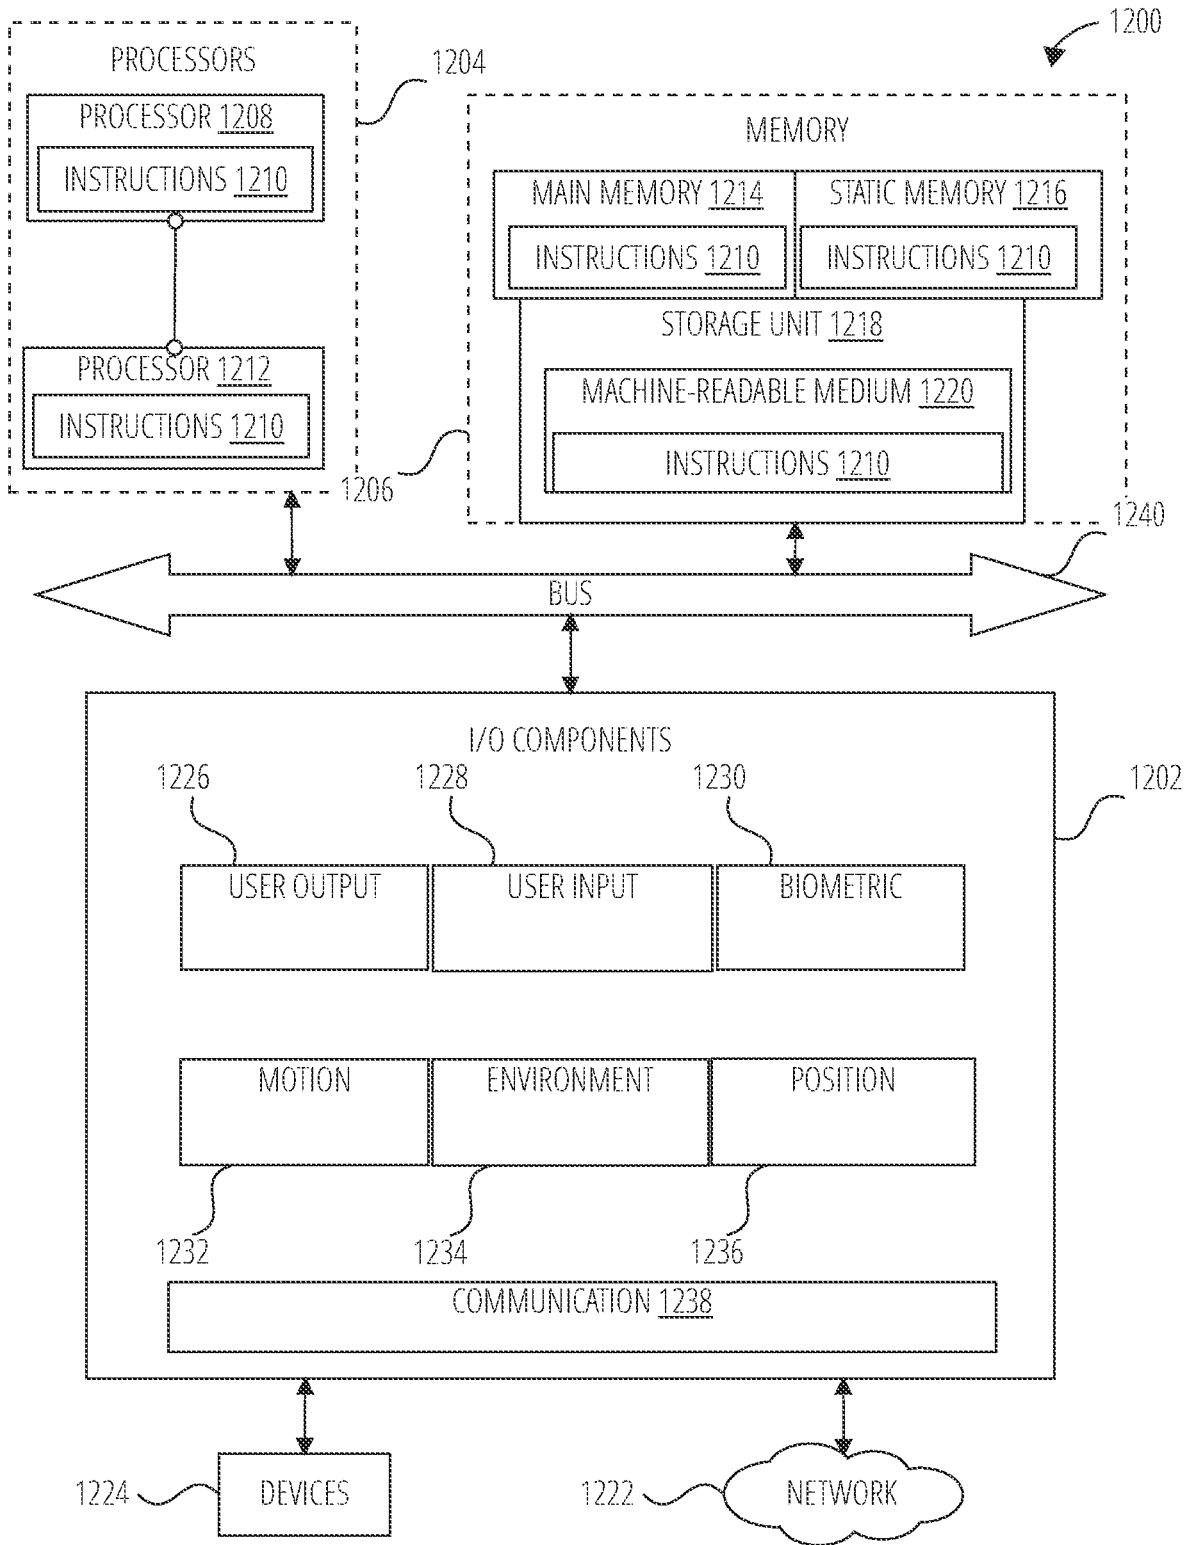 1200
PROCESSORS
1204
PROCESSOR 1208
INSTRUCTIONS 1210
MEMORY
MAIN MEMORY 1214
STATIC MEMORY 1216
INSTRUCTIONS 1210
INSTRUCTIONS 1210
STORAGE UNIT 1218
PROCESSOR 1212
INSTRUCTIONS 1210
MACHINE-READABLE MEDIUM 1220
INSTRUCTIONS 1210
1206
1240
BUS
I/O COMPONENTS
1226
1228
1230
1202
USER OUTPUT
USER INPUT
BIOMETRIC
MOTION
ENVIRONMENT
POSITION
1232
1234
1236
COMMUNICATION 1238
1224
DEVICES
1222
NETWORK